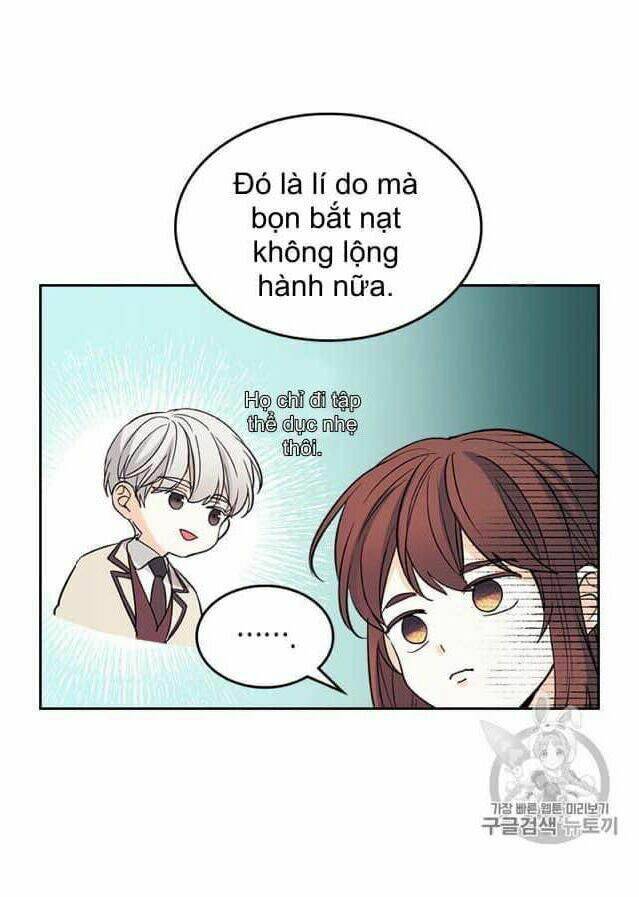 Đó là lí do mà
bọn bắt nạt
không lộng
hành nữa.
Họ chỉ đi tập
thể dục nhẹ
thôi.
.......
가장 빠른 웹툰 미리보기
구글검색 뉴토끼